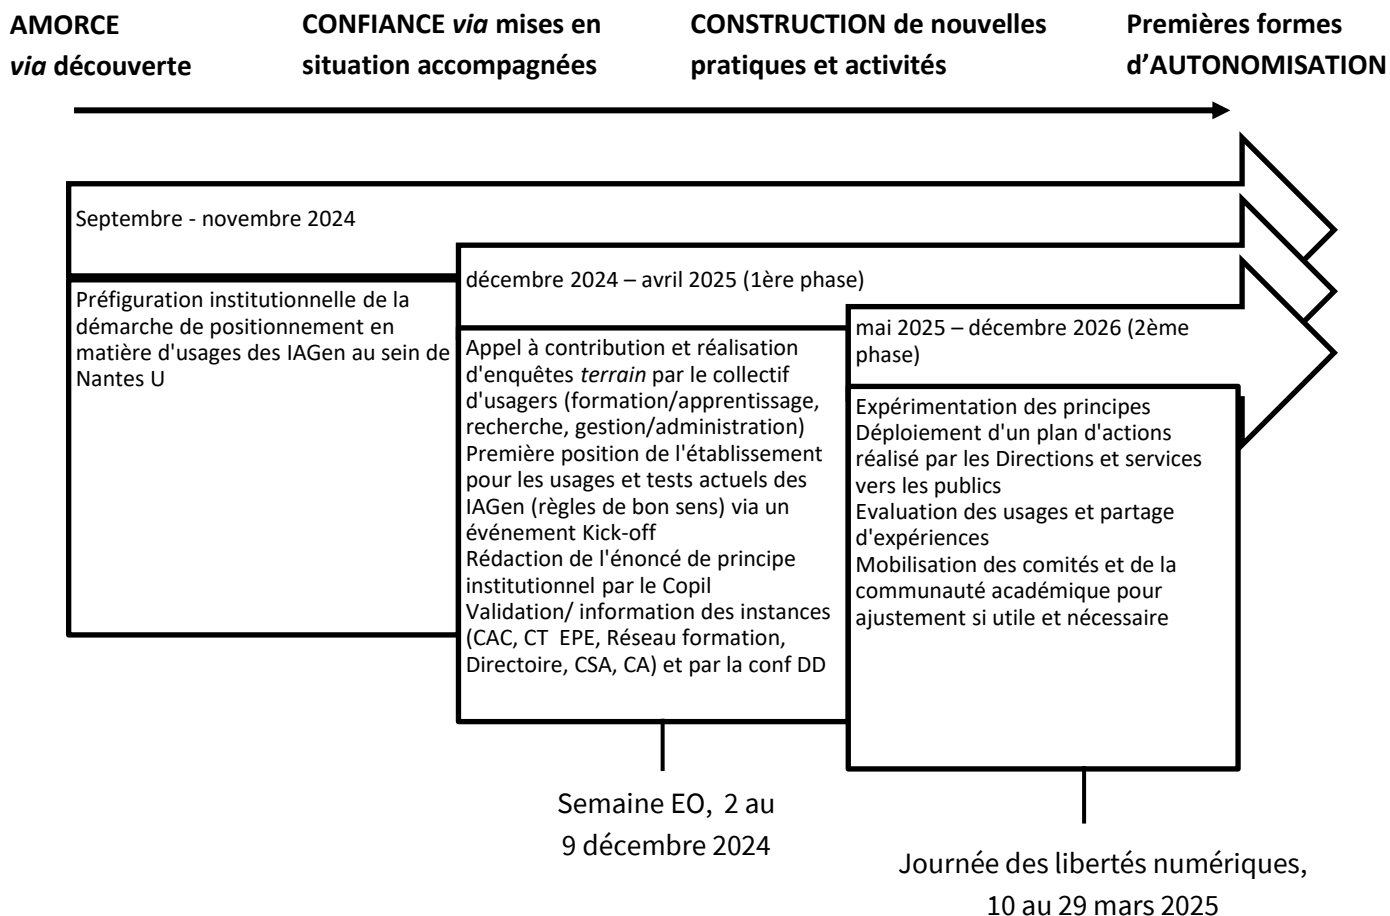 AMORCE
via découverte
CONFIANCE via mises en
situation accompagnées
CONSTRUCTION de nouvelles
pratiques et activités
Premières formes
d’AUTONOMISATION
Septembre - novembre 2024
Préfiguration institutionnelle de la
démarche de positionnement en
matière d'usages des IAGen au sein de
Nantes U
décembre 2024 – avril 2025 (1ère phase)
Appel à contribution et réalisation
d'enquêtes terrain par le collectif
d'usagers (formation/apprentissage,
recherche, gestion/administration)
Première position de l'établissement
pour les usages et tests actuels des
IAGen (règles de bon sens) via un
événement Kick-off
Rédaction de l'énoncé de principe
institutionnel par le Copil
Validation/ information des instances
(CAC, CT  EPE, Réseau formation,
Directoire, CSA, CA) et par la conf DD
mai 2025 – décembre 2026 (2ème
phase)
Expérimentation des principes
Déploiement d'un plan d'actions
réalisé par les Directions et services
vers les publics
Evaluation des usages et partage
d'expériences
Mobilisation des comités et de la
communauté académique pour
ajustement si utile et nécessaire
Semaine EO,  2 au
9 décembre 2024
Journée des libertés numériques,
10 au 29 mars 2025